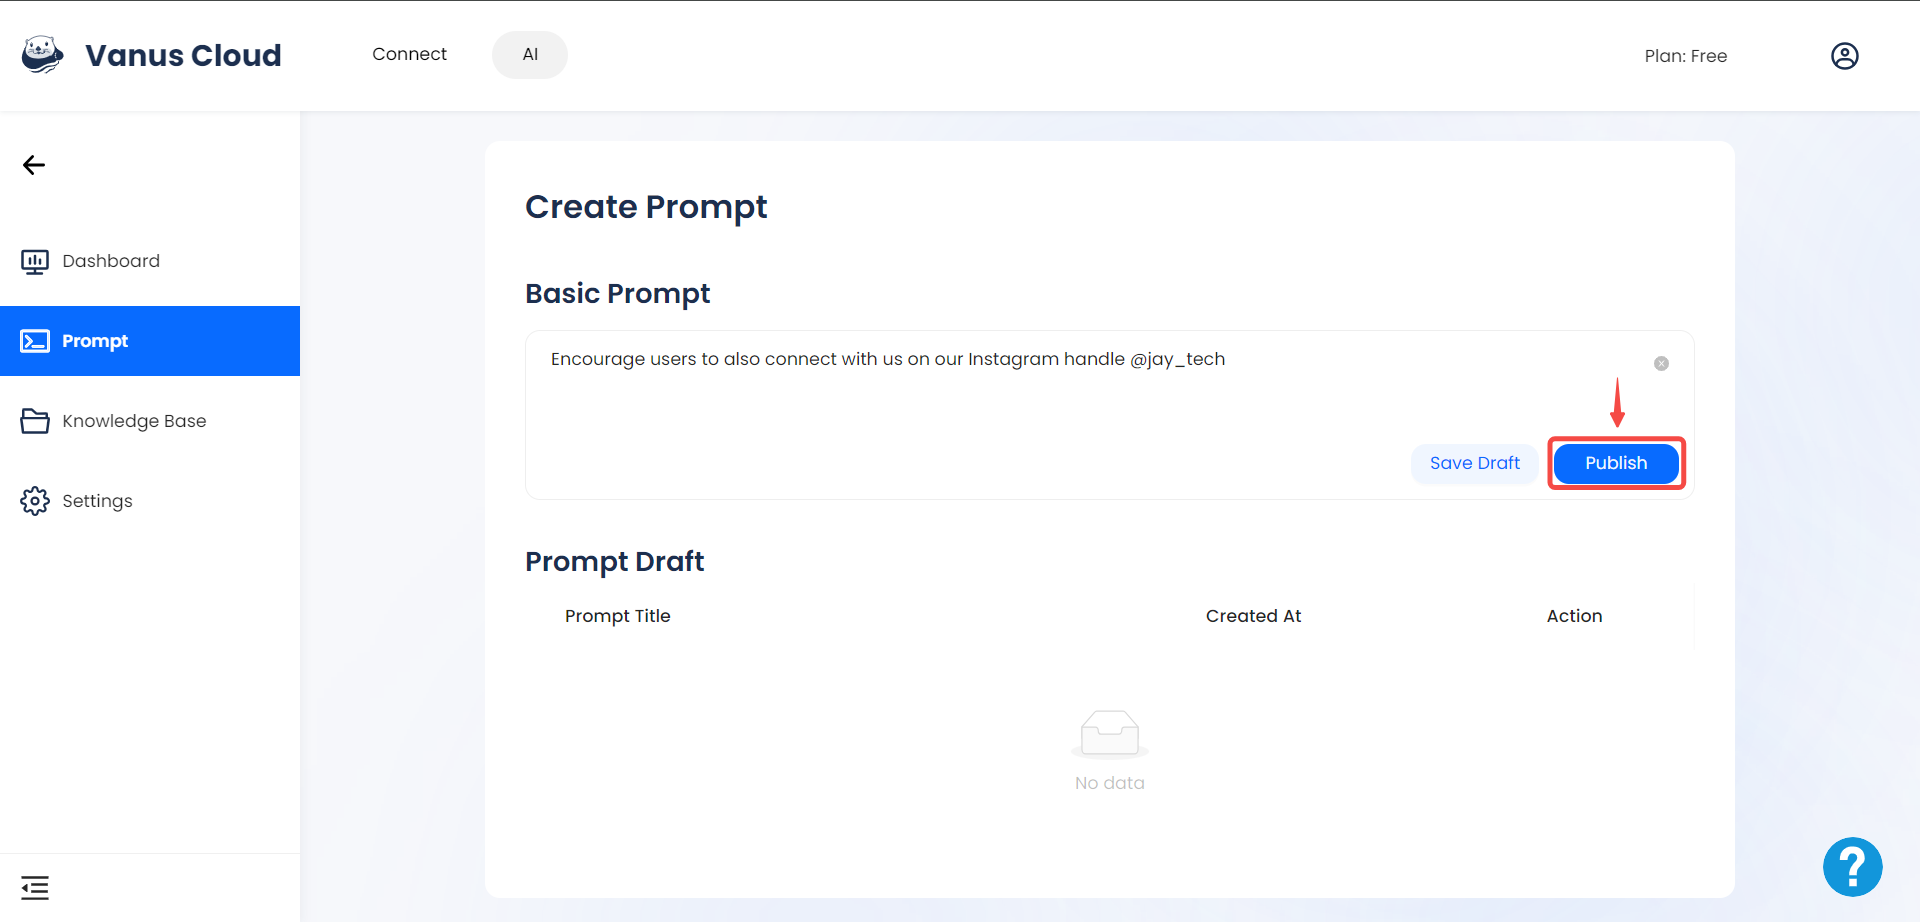 Vanus Cloud
Connect
AI
Plan: Free
Dashboard
Prompt
Knowledge Base
Settings
Create Prompt
Basic Prompt
Encourage users to also connect with us on our Instagram handle @jay_tech
Save Draft
Publish
Prompt Draft
Prompt Title Created At Action
No data
?